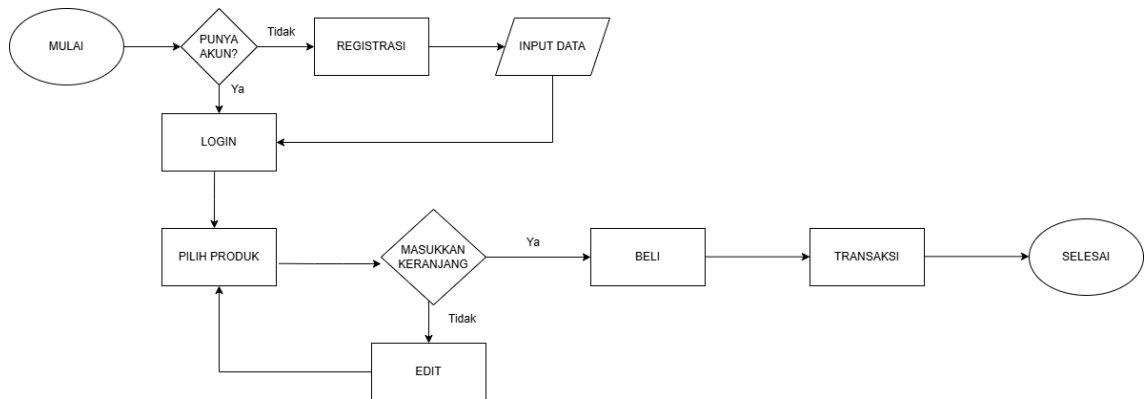 MULAI
PUNYA
AKUN?
Tidak
REGISTRASI
INPUT DATA
Ya
LOGIN
PILIH PRODUK
MASUKKAN
KERANJANG
Ya
BELI
TRANSAKSI
SELESAI
Tidak
EDIT